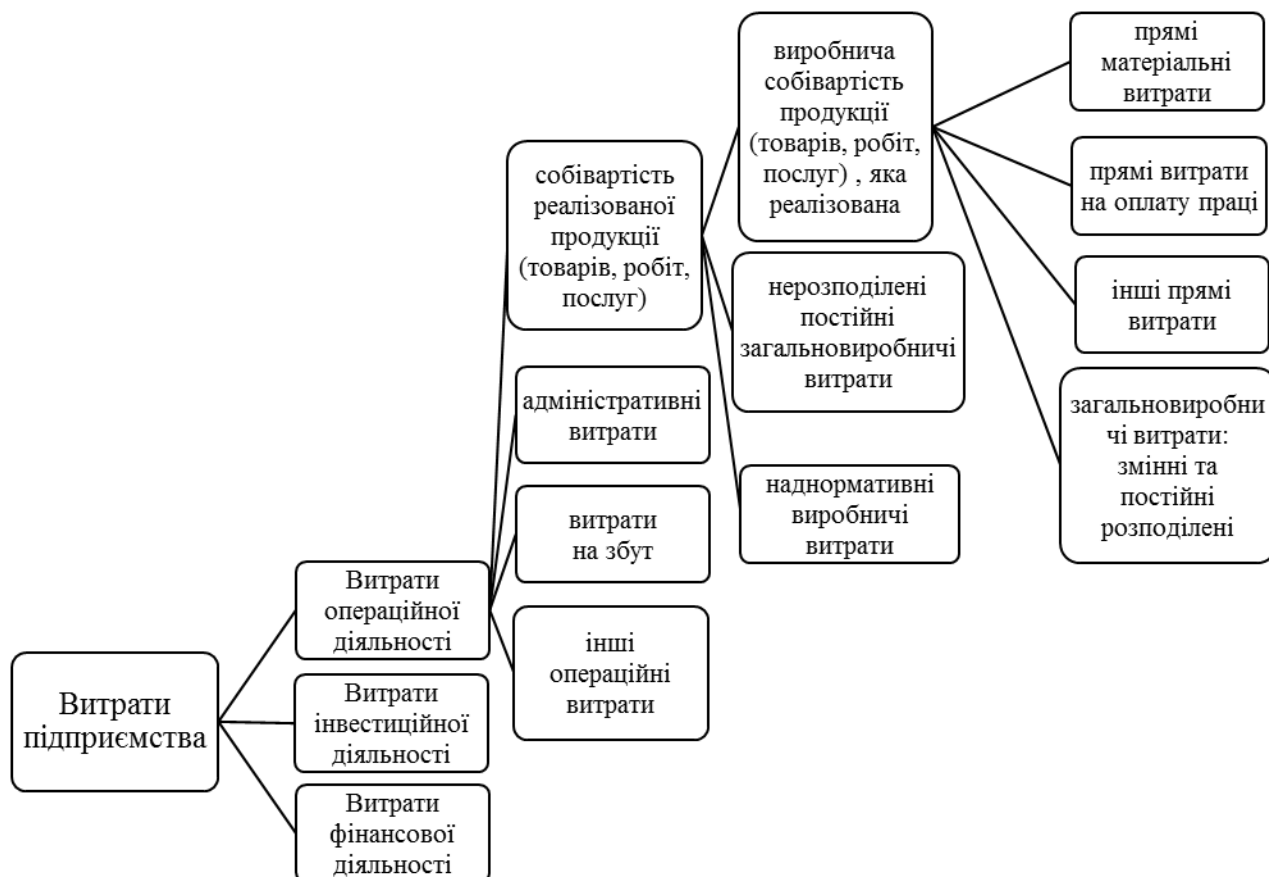 Витрати
підприємства
Витрати
операційної
діяльності
Витрати
інвестиційної
діяльності
Витрати
фінансової
діяльності
собівартість
реалізованої
продукції
(товарів, робіт,
послуг)
адміністративні
витрати
витрати
на збут
інші
операційні
витрати
виробнича
собівартість
продукції
(товарів, робіт,
послуг) , яка
реалізована
нерозподілені
постійні
загальновиробничі
витрати
наднормативні
виробничі
витрати
прямі
матеріальні
витрати
прямі витрати
на оплату праці
інші прямі
витрати
загальновиробни
чі витрати:
змінні та
постійні
розподілені